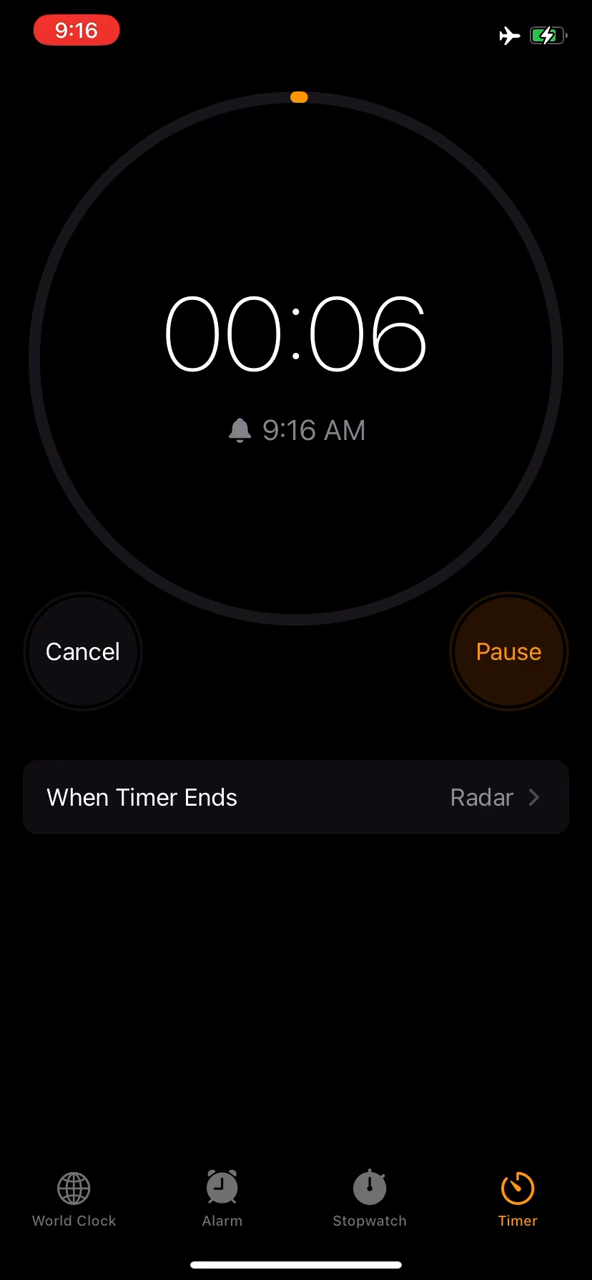 9:16
00:06
9:16 AM
Cancel
Pause
When Timer Ends
Radar
World Clock
Alarm
Stopwatch
Timer